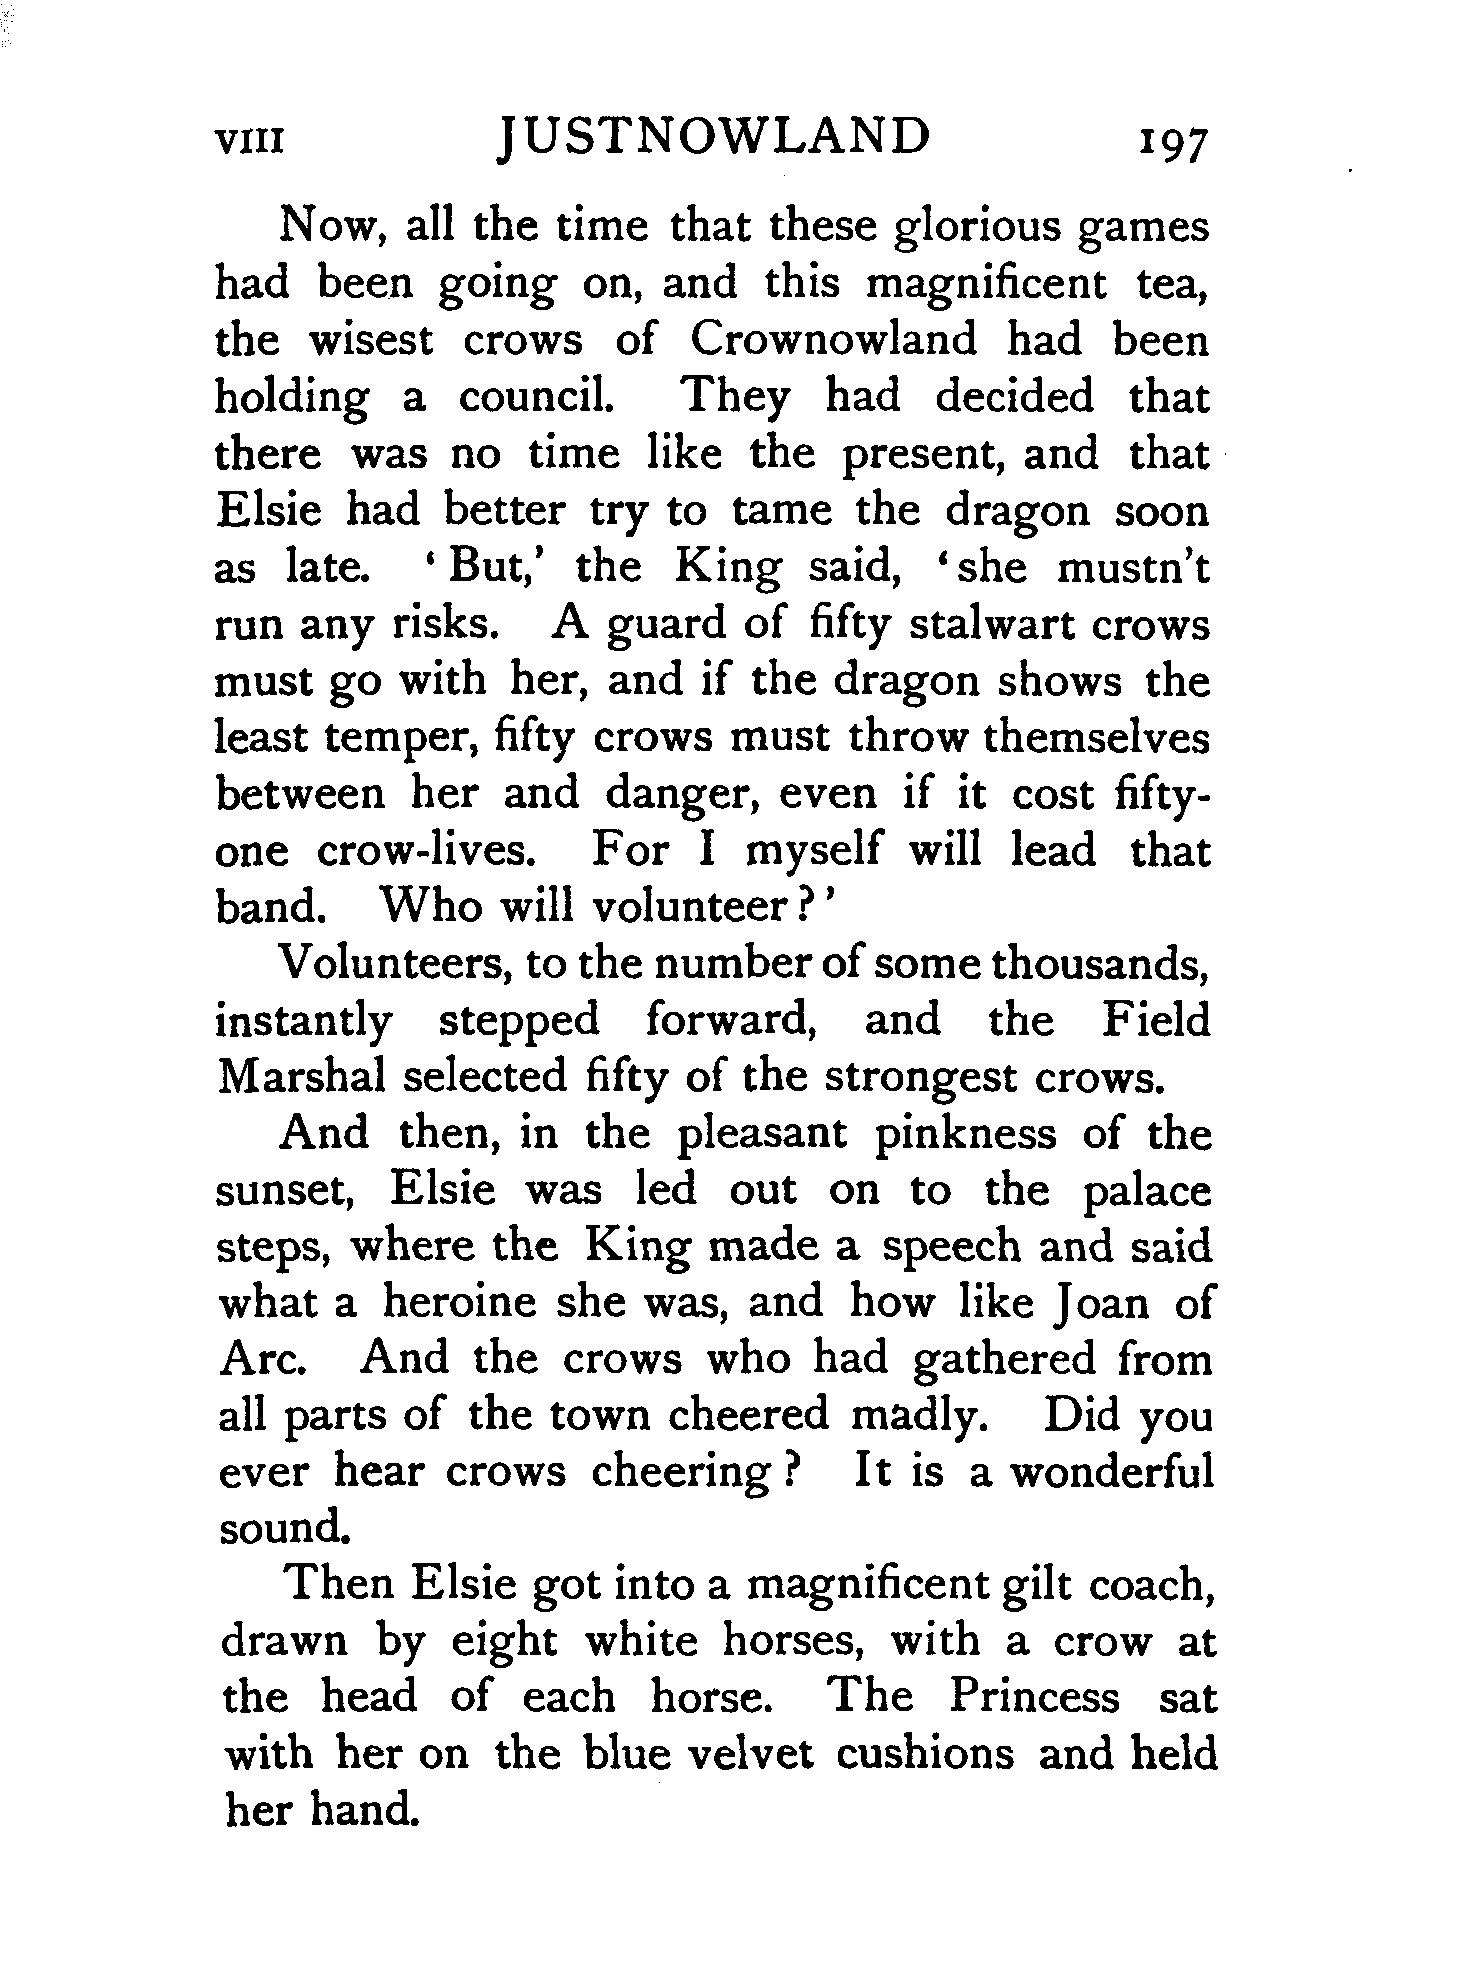 VIII JUSTNOWLAND 197
Now, all the time that these glorious games
had been going on, and this magnificent tea,
the wisest crows of Crownowland had been
holding a council. They had decided that
there was no time like the present, and that
Elsie had better try to tame the dragon soon
as late. ‘But,’ the King said, ‘she mustn’t
run any risks. A guard of fifty stalwart crows
must go with her, and if the dragon shows the
least temper, fifty crows must throw themselves
between her and danger, even if it cost fifty-
one crow-lives. For I myself will lead that
band. Who will volunteer?’
Volunteers, to the number of some thousands,
instantly stepped forward, and the Field
Marshal selected fifty of the strongest crows.
And then, in the pleasant pinkness of the
sunset, Elsie was led out on to the palace
steps, where the King made a speech and said
what a heroine she was, and how like Joan of
Arc. And the crows who had gathered from
all parts of the town cheered madly. Did you
ever hear crows cheering? It is a wonderful
sound.
Then Elsie got into a magnificent gilt coach,
drawn by eight white horses, with a crow at
the head of each horse. The Princess sat
with her on the blue velvet cushions and held
her hand.